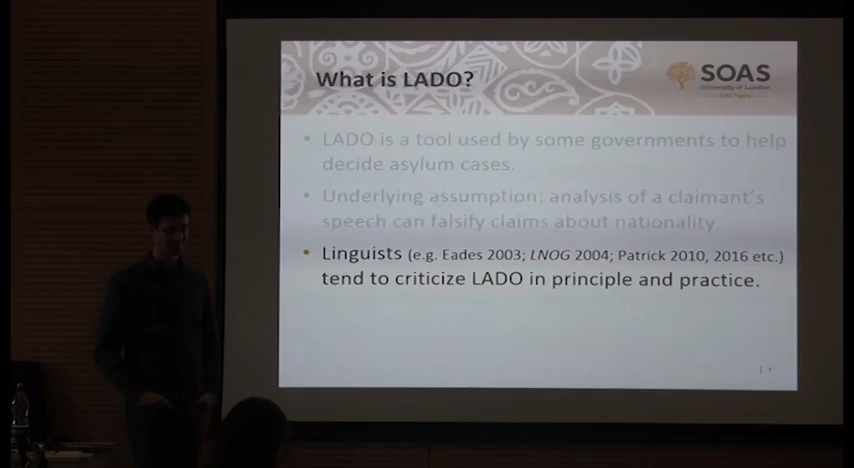 What is LADO?
SOAS
University of London
• LADO is a tool used by some governments to help
decide asylum cases.
• Underlying assumption: analysis of a claimant's
speech can falsify claims about nationality.
• Linguists (e.g. Eades 2003; LNOG 2004; Patrick 2010, 2016 etc.)
tend to criticize LADO in principle and practice.